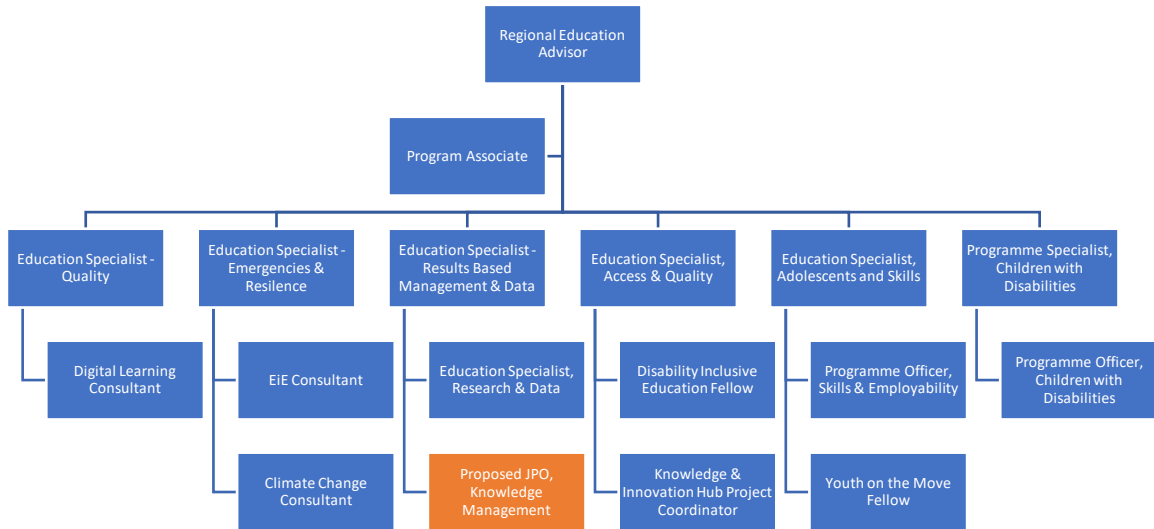 Regional Education
Advisor
Program Associate
Education Specialist -
Quality
Education Specialist -
Emergencies &
Resilence
Education Specialist -
Results Based
Management & Data
Education Specialist,
Access & Quality
Education Specialist,
Adolescents and Skills
Programme Specialist,
Children with
Disabilities
Digital Learning
Consultant
EiE Consultant
Education Specialist,
Research & Data
Disability Inclusive
Education Fellow
Programme Officer,
Skills & Employability
Programme Officer,
Children with
Disabilities
Climate Change
Consultant
Proposed JPO,
Knowledge
Management
Knowledge &
Innovation Hub Project
Coordinator
Youth on the Move
Fellow